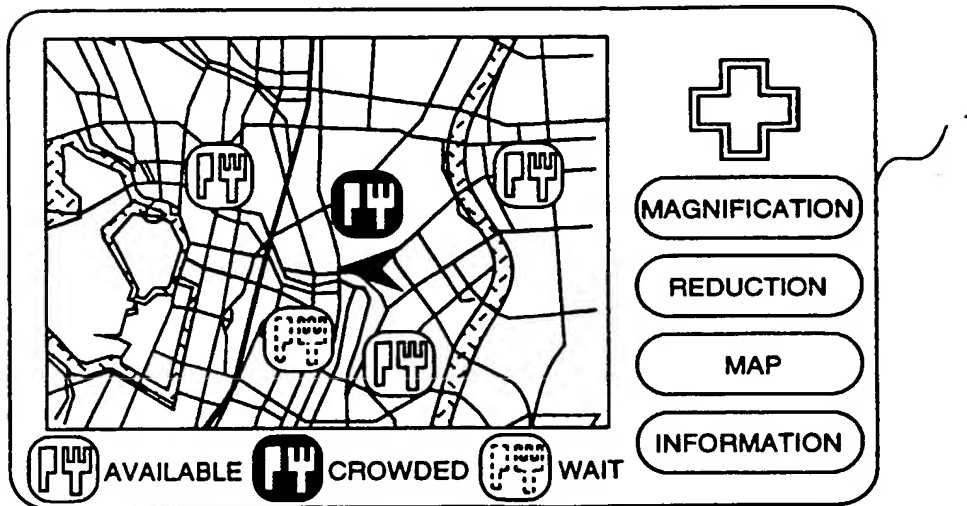 MAGNIFICATION
REDUCTION
MAP
INFORMATION
AVAILABLE CROWDED WAIT